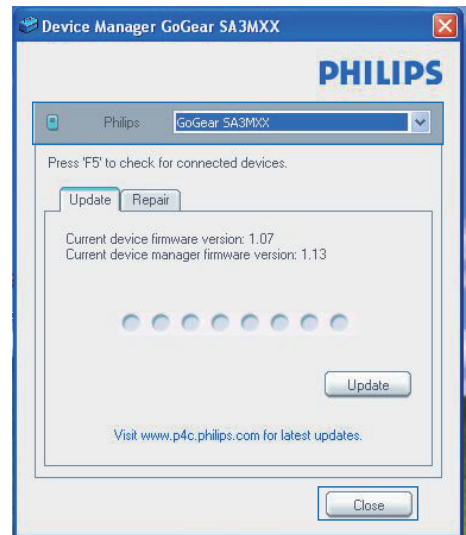 Device Manager GoGear SA3MXX
PHILIPS
Philips GoGear SA3MXX
Press 'F5' to check for connected devices.
Update Repair
Current device firmware version: 1.07
Current device manager firmware version: 1.13
Update
Visit www.p4c.philips.com for latest updates.
Close